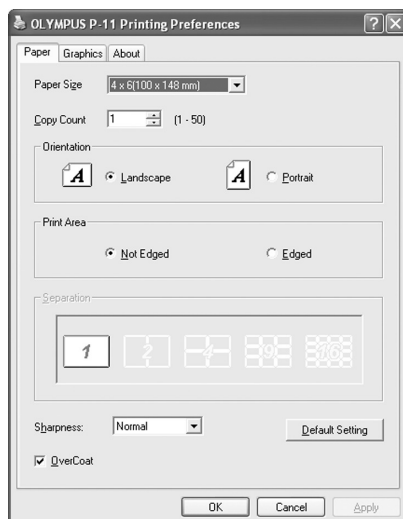 OLYMPUS P-11 Printing Preferences
Paper Graphics About
Paper Size 4 x 6(100 x 148 mm)
Copy Count 1 (1 - 50)
Orientation
A Landscape A Portrait
Print Area
Not Edged Edged
Separation
1 2 4 9 16
Sharpness: Normal Default Setting
OverCoat
OK Cancel Apply